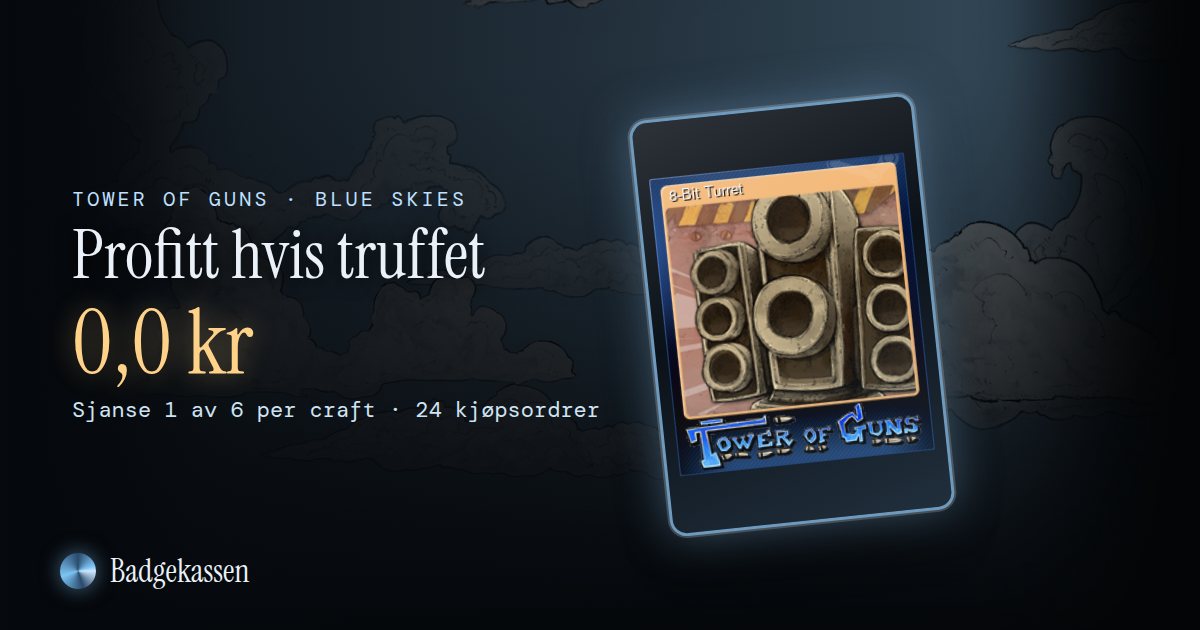 TOWER OF GUNS · BLUE SKIES
Profitt hvis truffet
0,0 kr
Sjanse 1 av 6 per craft · 24 kjøpsordrer
8-Bit Turret
TOWER OF GUNS
Badgekassen